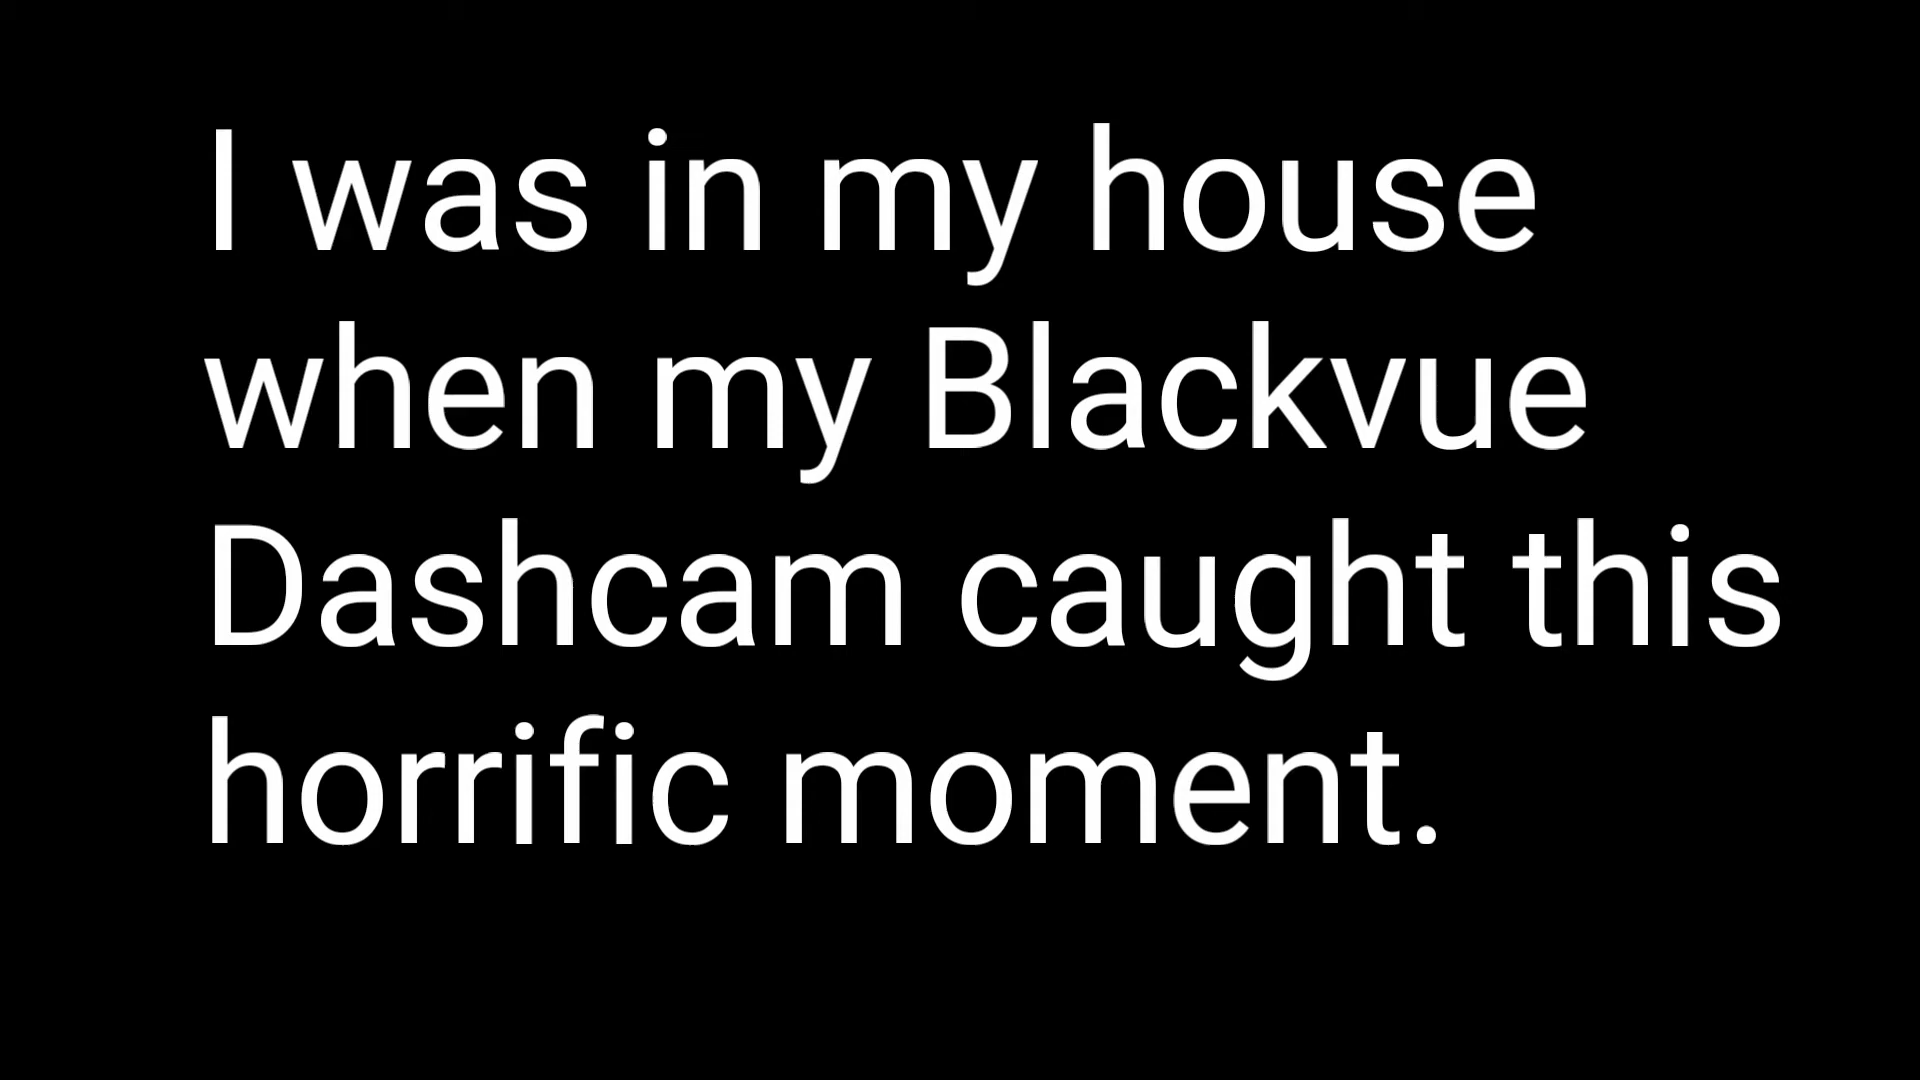 I was in my house
when my Blackvue
Dashcam caught this
horrific moment.